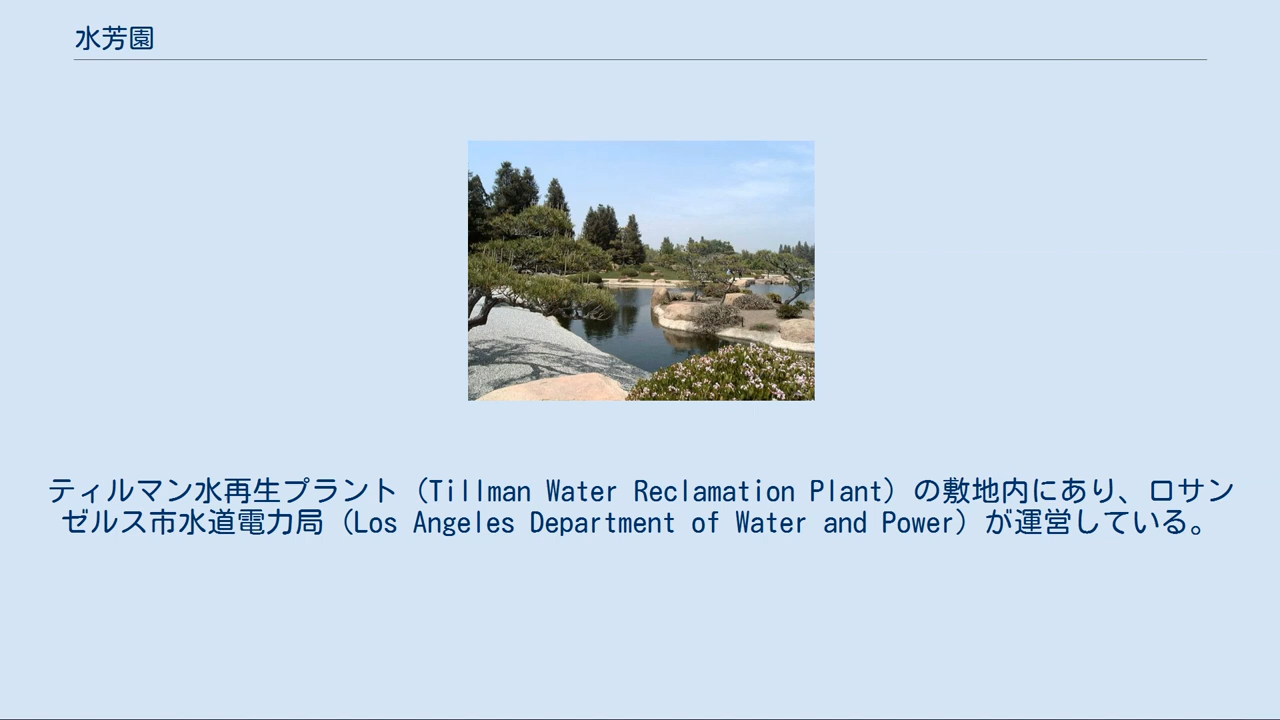 水芳園
ティルマン水再生プラント（Tillman Water Reclamation Plant）の敷地内にあり、ロサン
ゼルス市水道電力局（Los Angeles Department of Water and Power）が運営している。